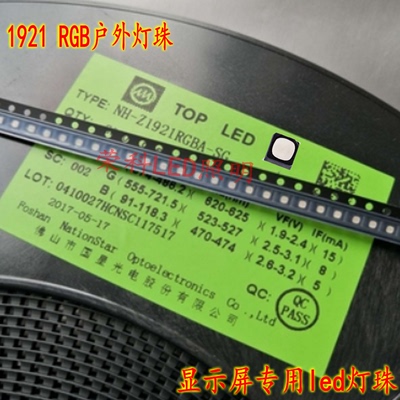 1921 RGB户外灯珠
TOP LED
TYPE: NH-Z1921RGBA-SG
QTY:
VF(V) IF(mA)
SC: 002
620-625 ( 1.9-2.4 ( 15)
G (555-721.5) 523-527 ( 2.5-3.1 ( 8)
B( 91-118.3) 470-474 ( 2.6-3.2 ( 5)
LOT: 0410027HCNSC117517
2017-05-17
QC: QC PASS
Foshan NationStar Optoelectronics Co.,Ltd
佛山市国星光电股份有限公司
显示屏专用led灯珠